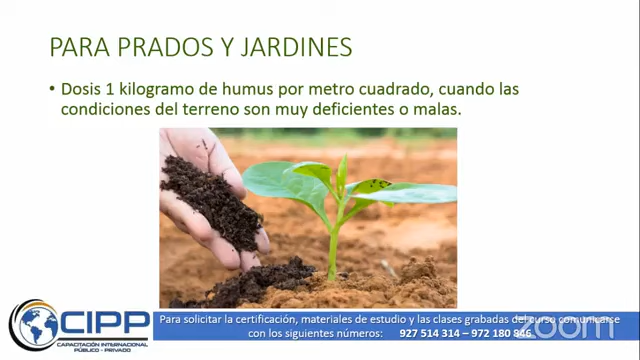 PARA PRADOS Y JARDINES
• Dosis 1 kilogramo de humus por metro cuadrado, cuando las
condiciones del terreno son muy deficientes o malas.
CIPP
CAPACITACIÓN INTERNACIONAL
PÚBLICO - PRIVADO
Para solicitar la certificación, materiales de estudio y las clases grabadas del curso comunicarse
con los siguientes números: 927 514 314 – 972 180 846
zoom